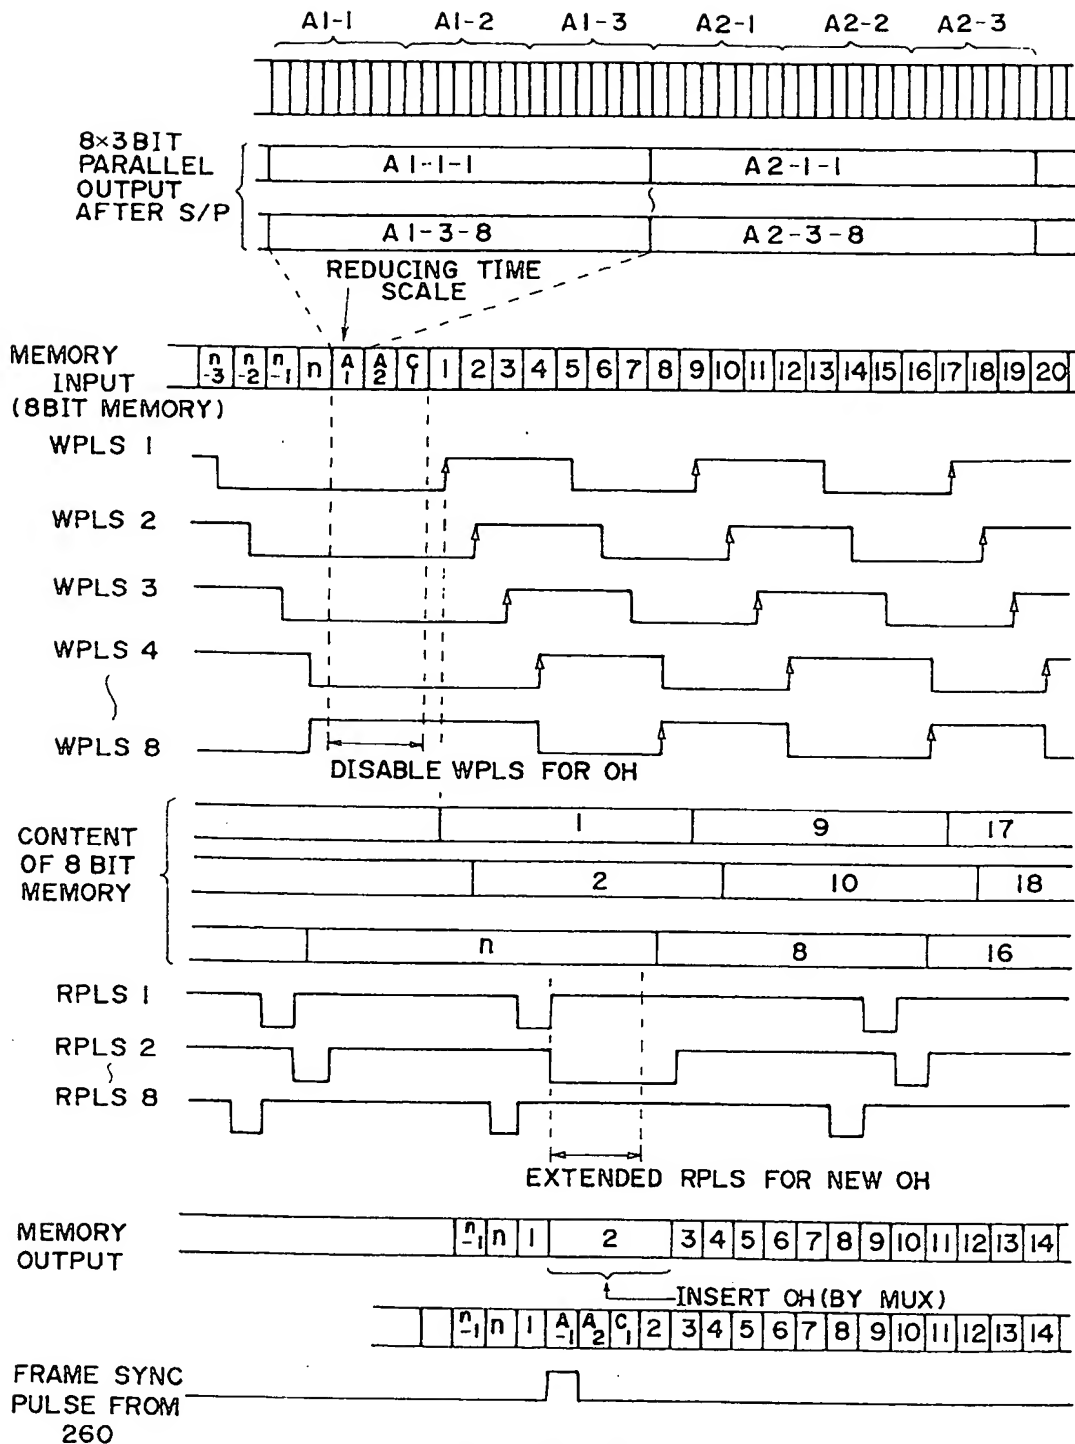 A1-1 A1-2 A1-3 A2-1 A2-2 A2-3
8×3BIT
PARALLEL
OUTPUT
AFTER S/P
A1-1-1 A2-1-1
A1-3-8 A2-3-8
REDUCING TIME
SCALE
MEMORY
INPUT
(8BIT MEMORY)
n-3 n-2 n-1 n A1 A2 C1 1 2 3 4 5 6 7 8 9 10 11 12 13 14 15 16 17 18 19 20
WPLS 1
WPLS 2
WPLS 3
WPLS 4
WPLS 8
DISABLE WPLS FOR OH
CONTENT
OF 8 BIT
MEMORY
1 9 17
2 10 18
n 8 16
RPLS 1
RPLS 2
RPLS 8
EXTENDED RPLS FOR NEW OH
MEMORY
OUTPUT
n-1 n 1 2 3 4 5 6 7 8 9 10 11 12 13 14
INSERT OH(BY MUX)
n-1 n 1 A-1 A2 C1 2 3 4 5 6 7 8 9 10 11 12 13 14
FRAME SYNC
PULSE FROM
260